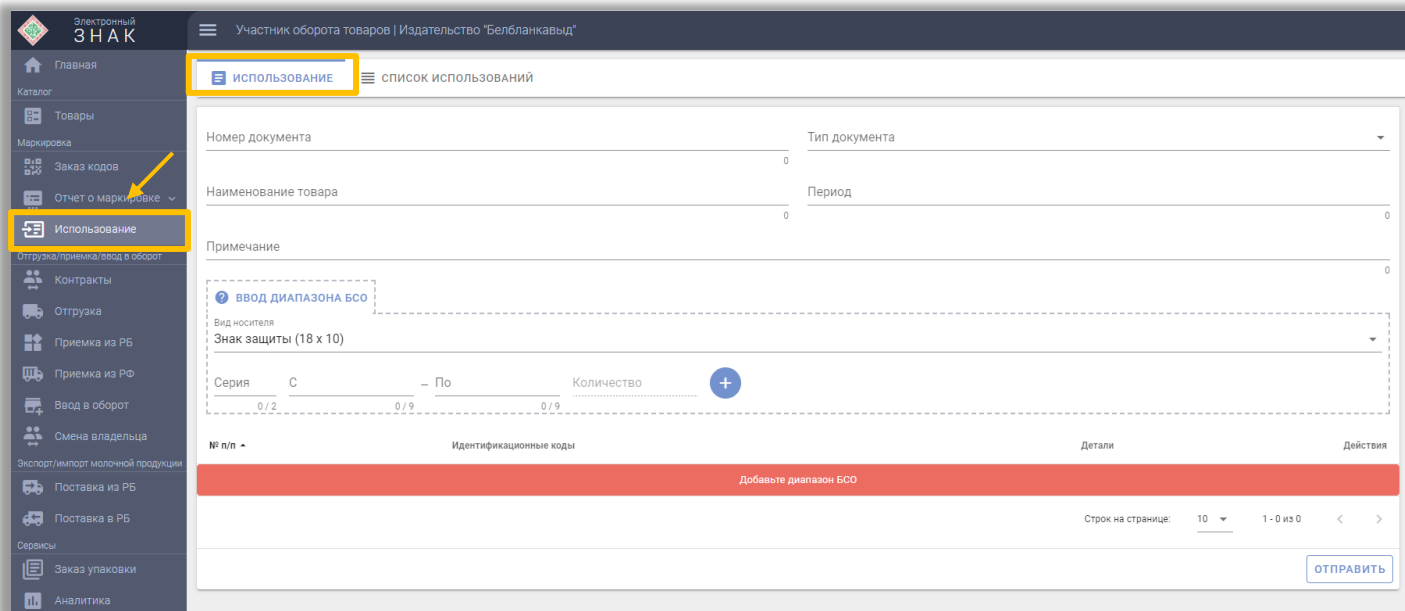 Электронный
ЗНАК
Участник оборота товаров | Издательство "Белбланкавыд"
Главная
Каталог
Товары
Маркировка
Заказ кодов
Отчет о маркировке
Использование
Отгрузка/приемка/ввод в оборот
Контракты
Отгрузка
Приемка из РБ
Приемка из РФ
Ввод в оборот
Смена владельца
Экспорт/импорт молочной продукции
Поставка из РБ
Поставка в РБ
Сервисы
Заказ упаковки
Аналитика
ИСПОЛЬЗОВАНИЕ СПИСОК ИСПОЛЬЗОВАНИЙ
Номер документа Тип документа
0
Наименование товара Период
0 0
Примечание
0
? ВВОД ДИАПАЗОНА БСО
Вид носителя
Знак защиты (18 x 10)
Серия С – По Количество +
0 / 2 0 / 9 0 / 9
№ п/п Идентификационные коды Детали Действия
Добавьте диапазон БСО
Строк на странице: 10 1 - 0 из 0 < >
ОТПРАВИТЬ